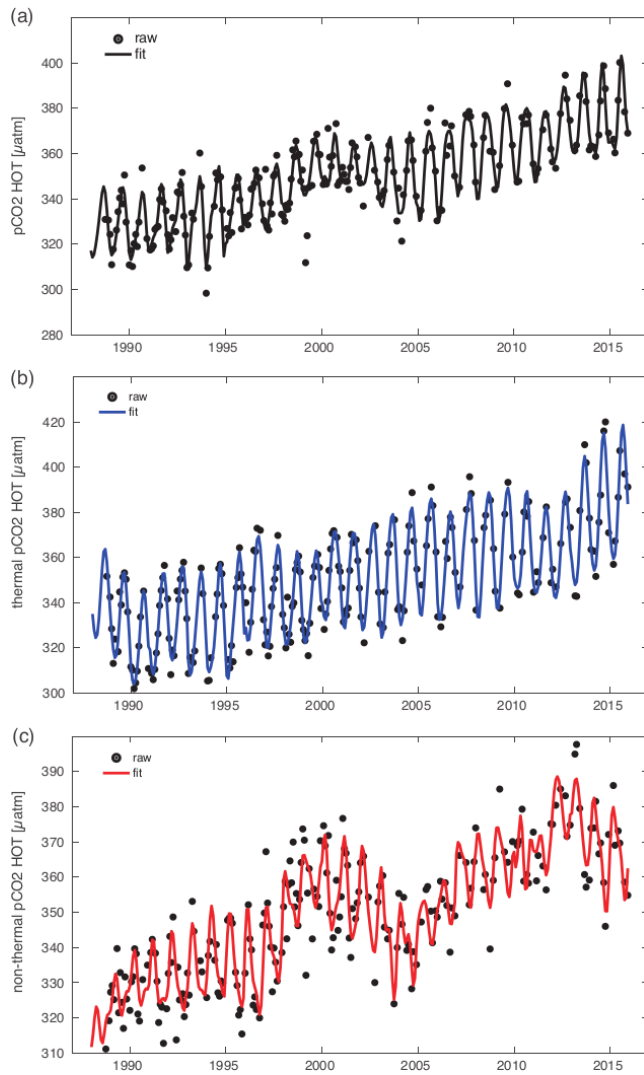 (a)
raw
fit
pCO2 HOT [µatm]
400
380
360
340
320
300
280
1990 1995 2000 2005 2010 2015
(b)
raw
fit
thermal pCO2 HOT [µatm]
420
400
380
360
340
320
300
1990 1995 2000 2005 2010 2015
(c)
raw
fit
non-thermal pCO2 HOT [µatm]
390
380
370
360
350
340
330
320
310
1990 1995 2000 2005 2010 2015